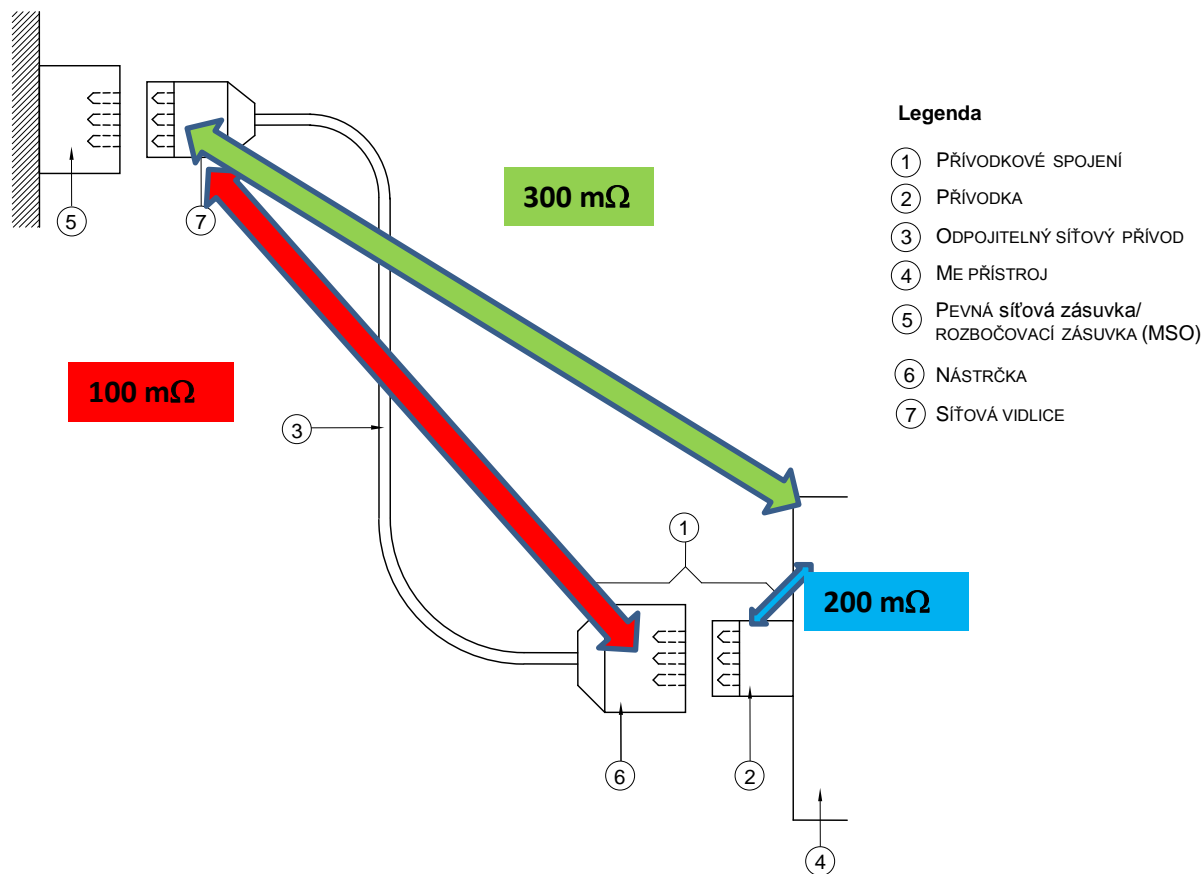 Legenda
1 PŘÍVODKOVÉ SPOJENÍ
2 PŘÍVODKA
3 ODPOJITELNÝ SÍŤOVÝ PŘÍVOD
4 ME PŘÍSTROJ
5 PEVNÁ síťová zásuvka/
ROZBOČOVACÍ ZÁSUVKA (MSO)
6 NÁSTRČKA
7 SÍŤOVÁ VIDLICE
5
7
300 mΩ
100 mΩ
3
1
200 mΩ
6
2
4